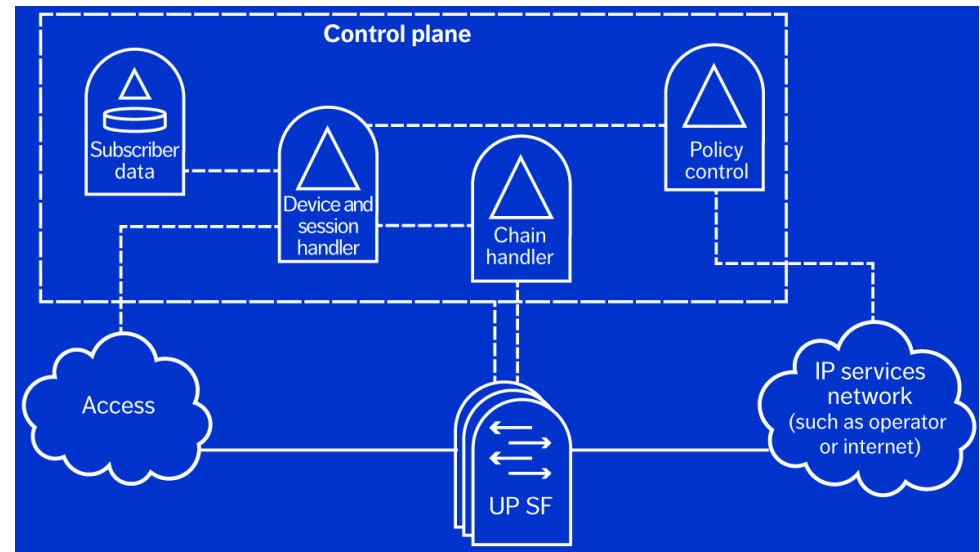 Control plane
Subscriber
data
Device and
session
handler
Chain
handler
Policy
control
Access
UP SF
IP services
network
(such as operator
or internet)